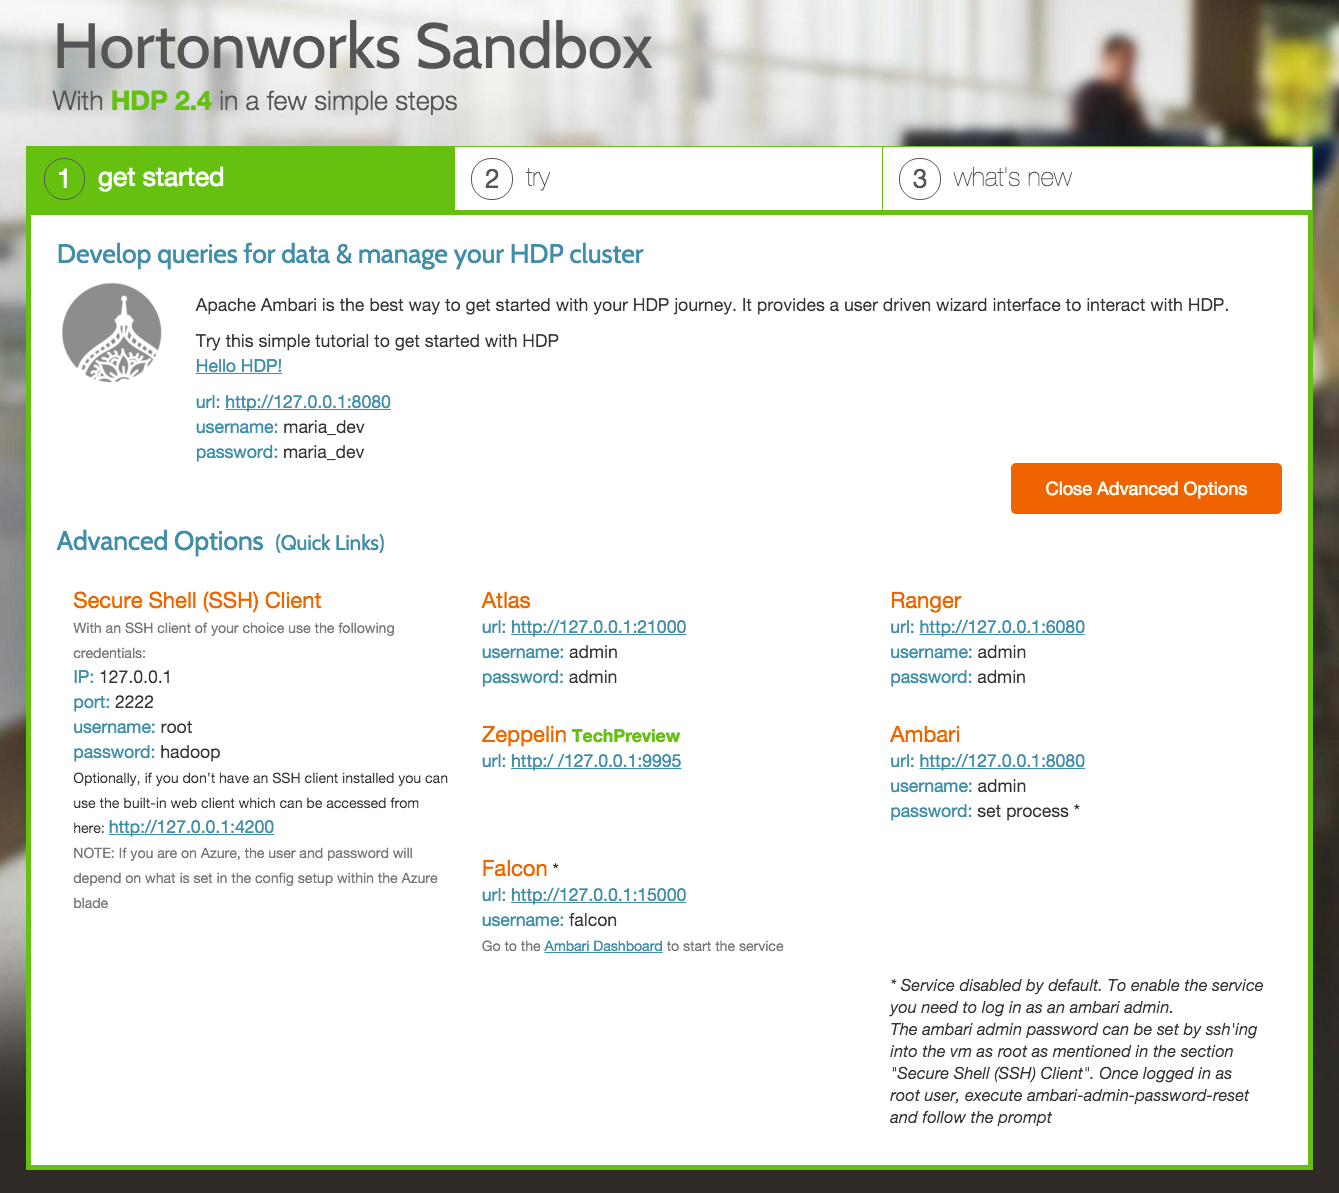 Hortonworks Sandbox
With HDP 2.4 in a few simple steps
1 get started
2 try
3 what's new
Develop queries for data & manage your HDP cluster
Apache Ambari is the best way to get started with your HDP journey. It provides a user driven wizard interface to interact with HDP.
Try this simple tutorial to get started with HDP
Hello HDP!
url: http://127.0.0.1:8080
username: maria_dev
password: maria_dev
Close Advanced Options
Advanced Options (Quick Links)
Secure Shell (SSH) Client
With an SSH client of your choice use the following
credentials:
IP: 127.0.0.1
port: 2222
username: root
password: hadoop
Optionally, if you don't have an SSH client installed you can
use the built-in web client which can be accessed from
here: http://127.0.0.1:4200
NOTE: If you are on Azure, the user and password will
depend on what is set in the config setup within the Azure
blade
Atlas
url: http://127.0.0.1:21000
username: admin
password: admin
Zeppelin TechPreview
url: http:/ /127.0.0.1:9995
Falcon *
url: http://127.0.0.1:15000
username: falcon
Go to the Ambari Dashboard to start the service
Ranger
url: http://127.0.0.1:6080
username: admin
password: admin
Ambari
url: http://127.0.0.1:8080
username: admin
password: set process *
* Service disabled by default. To enable the service
you need to log in as an ambari admin.
The ambari admin password can be set by ssh'ing
into the vm as root as mentioned in the section
"Secure Shell (SSH) Client". Once logged in as
root user, execute ambari-admin-password-reset
and follow the prompt